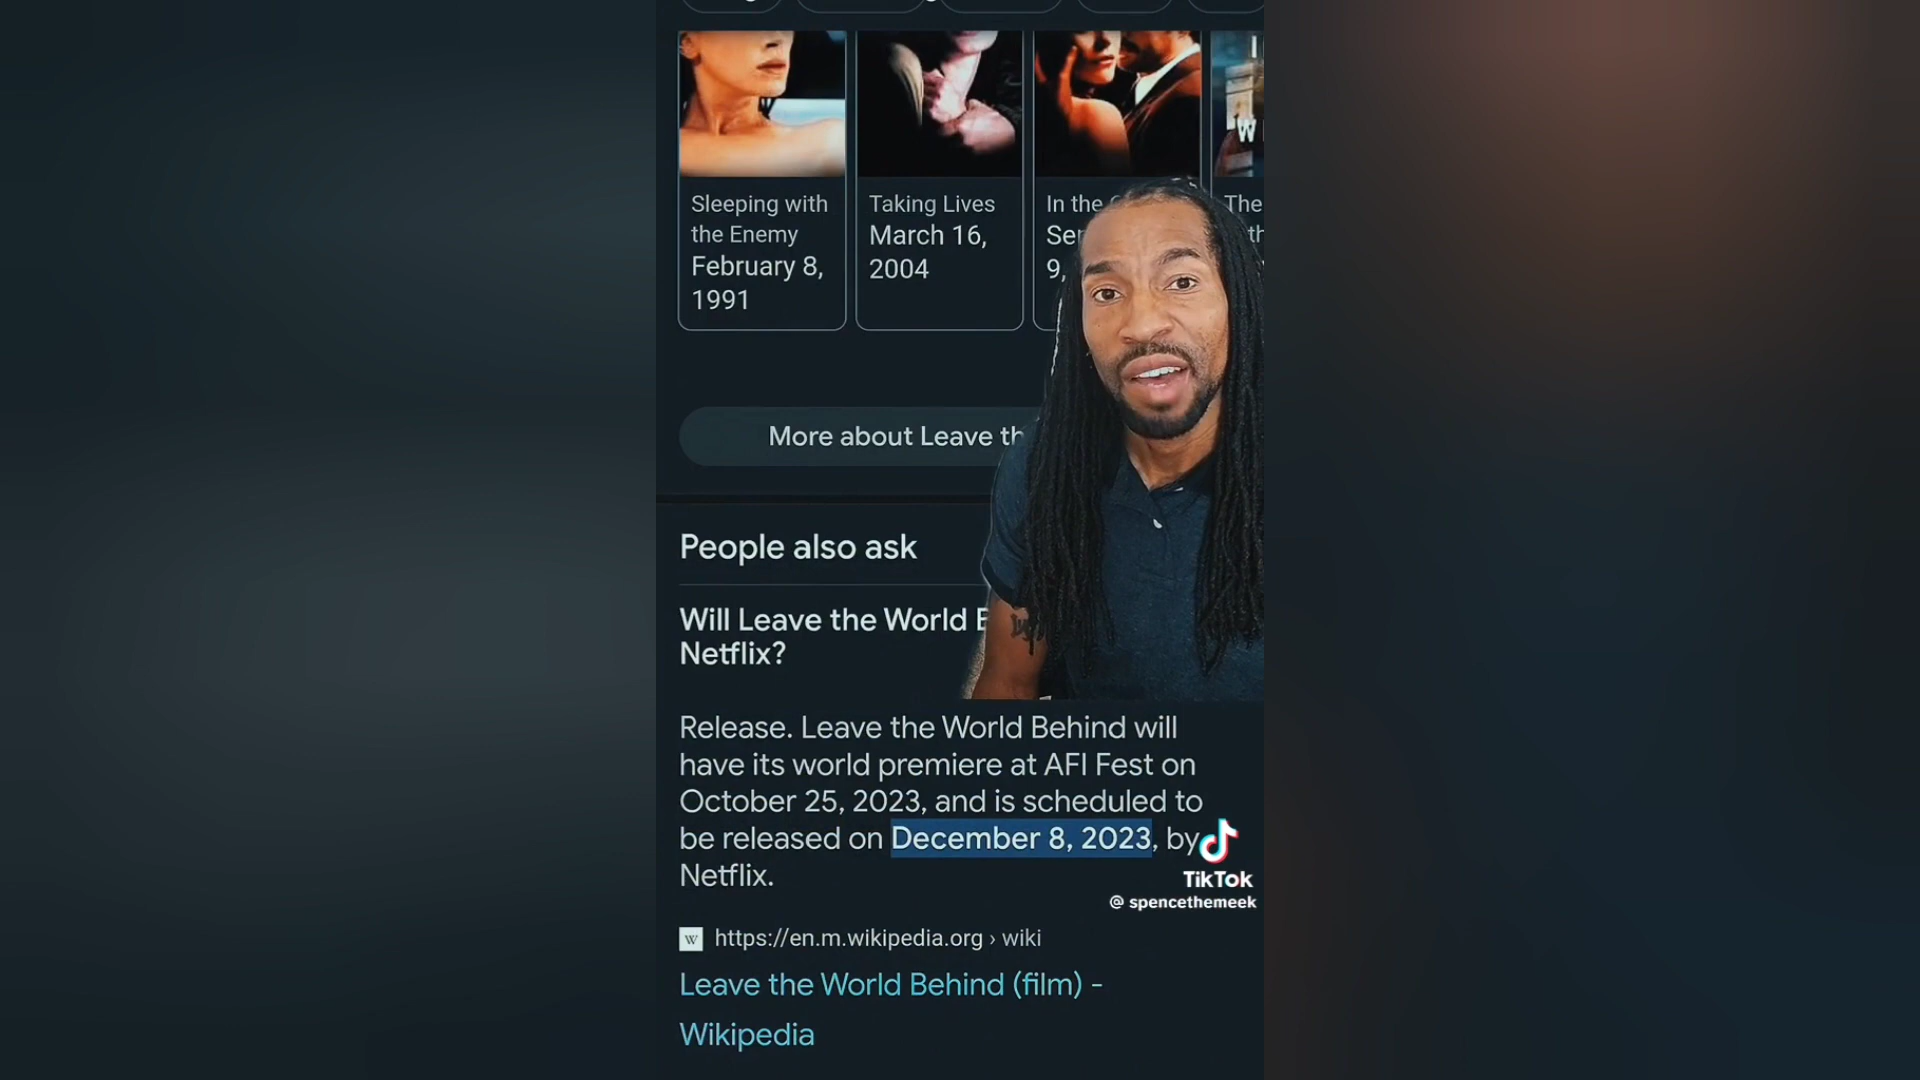 Sleeping with
the Enemy
February 8,
1991
Taking Lives
March 16,
2004
In the
9,
The
More about Leave
People also ask
Will Leave the World
Netflix?
Release. Leave the World Behind will
have its world premiere at AFI Fest on
October 25, 2023, and is scheduled to
be released on December 8, 2023, by
Netflix.
TikTok
@ spencethemeek
W https://en.m.wikipedia.org › wiki
Leave the World Behind (film) -
Wikipedia